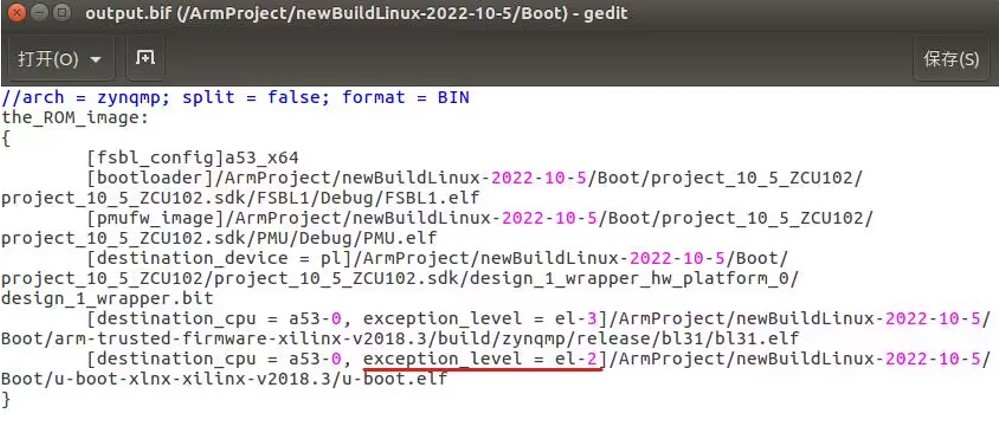 output.bif (/ArmProject/newBuildLinux-2022-10-5/Boot) - gedit
打开(O)
保存(S)
//arch = zynqmp; split = false; format = BIN
the_ROM_image:
{
[fsbl_config]a53_x64
[bootloader]/ArmProject/newBuildLinux-2022-10-5/Boot/project_10_5_ZCU102/
project_10_5_ZCU102.sdk/FSBL1/Debug/FSBL1.elf
[pmufw_image]/ArmProject/newBuildLinux-2022-10-5/Boot/project_10_5_ZCU102/
project_10_5_ZCU102.sdk/PMU/Debug/PMU.elf
[destination_device = pl]/ArmProject/newBuildLinux-2022-10-5/Boot/
project_10_5_ZCU102/project_10_5_ZCU102.sdk/design_1_wrapper_hw_platform_0/
design_1_wrapper.bit
[destination_cpu = a53-0, exception_level = el-3]/ArmProject/newBuildLinux-2022-10-5/
Boot/arm-trusted-firmware-xilinx-v2018.3/build/zynqmp/release/bl31/bl31.elf
[destination_cpu = a53-0, exception_level = el-2]/ArmProject/newBuildLinux-2022-10-5/
Boot/u-boot-xlnx-xilinx-v2018.3/u-boot.elf
}